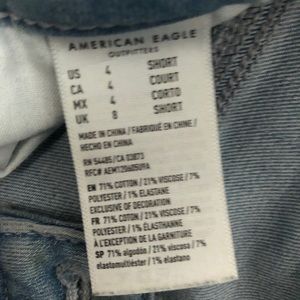 AMERICAN EAGLE
OUTFITTERS
US 4 SHORT
CA 4 COURT
MX 4 CORTO
UK 8 SHORT
MADE IN CHINA / FABRIQUÉ EN CHINE /
HECHO EN CHINA
RN 54485/CA 03873
EN 71% COTTON / 21% VISCOSE / 7%
POLYESTER / 1% ELASTANE
EXCLUSIVE OF DECORATION
FR 71% COTON / 21% VISCOSE / 7%
POLYESTER / 1% ÉLASTHANNE
À L'EXCEPTION DE LA GARNITURE
SP 71% algodón / 21% viscosa / 7%
elastomultiéster / 1% elastano